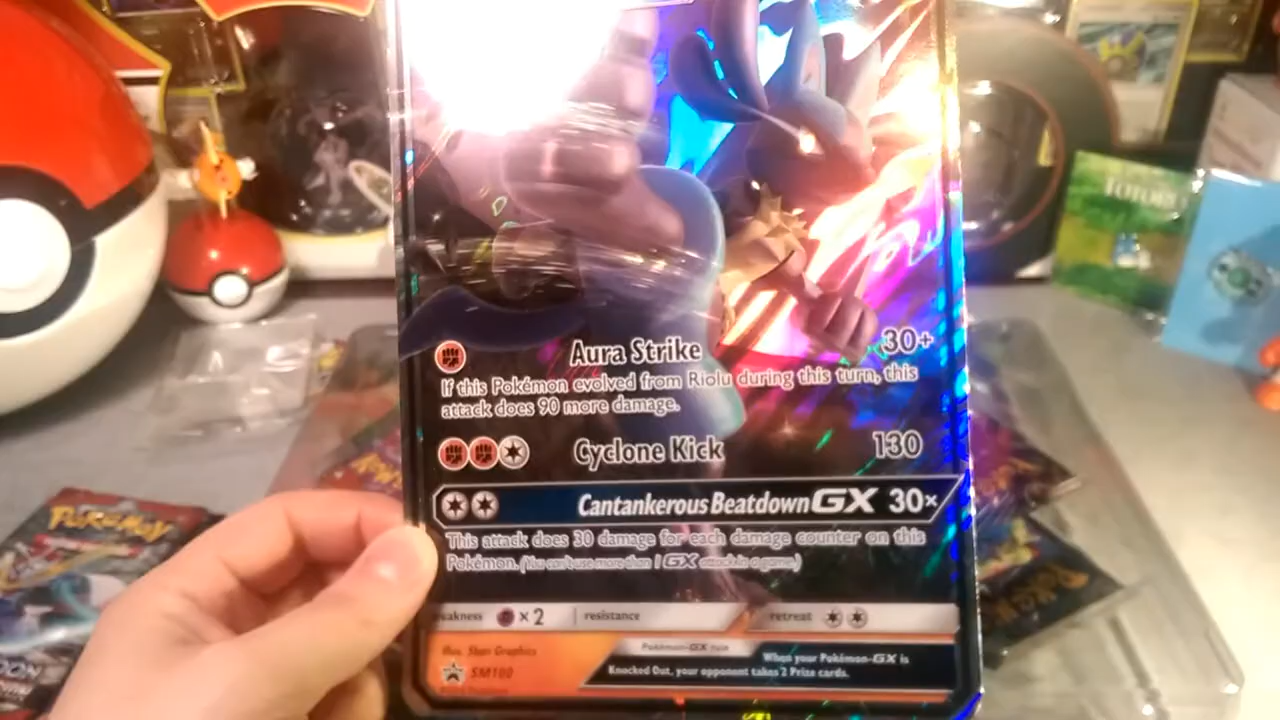 Aura Strike 30+
If this Pokémon evolved from Riolu during this turn, this
attack does 90 more damage.
Cyclone Kick 130
Cantankerous Beatdown GX 30×
This attack does 30 damage for each damage counter on this
Pokémon. (You can't use more than 1 GX attack in a game.)
weakness ×2 resistance retreat
Illus. 5ban Graphics
Pokémon-GX rule
When your Pokémon-GX is
Knocked Out, your opponent takes 2 Prize cards.
SM100
POKÉMON
TOTORO